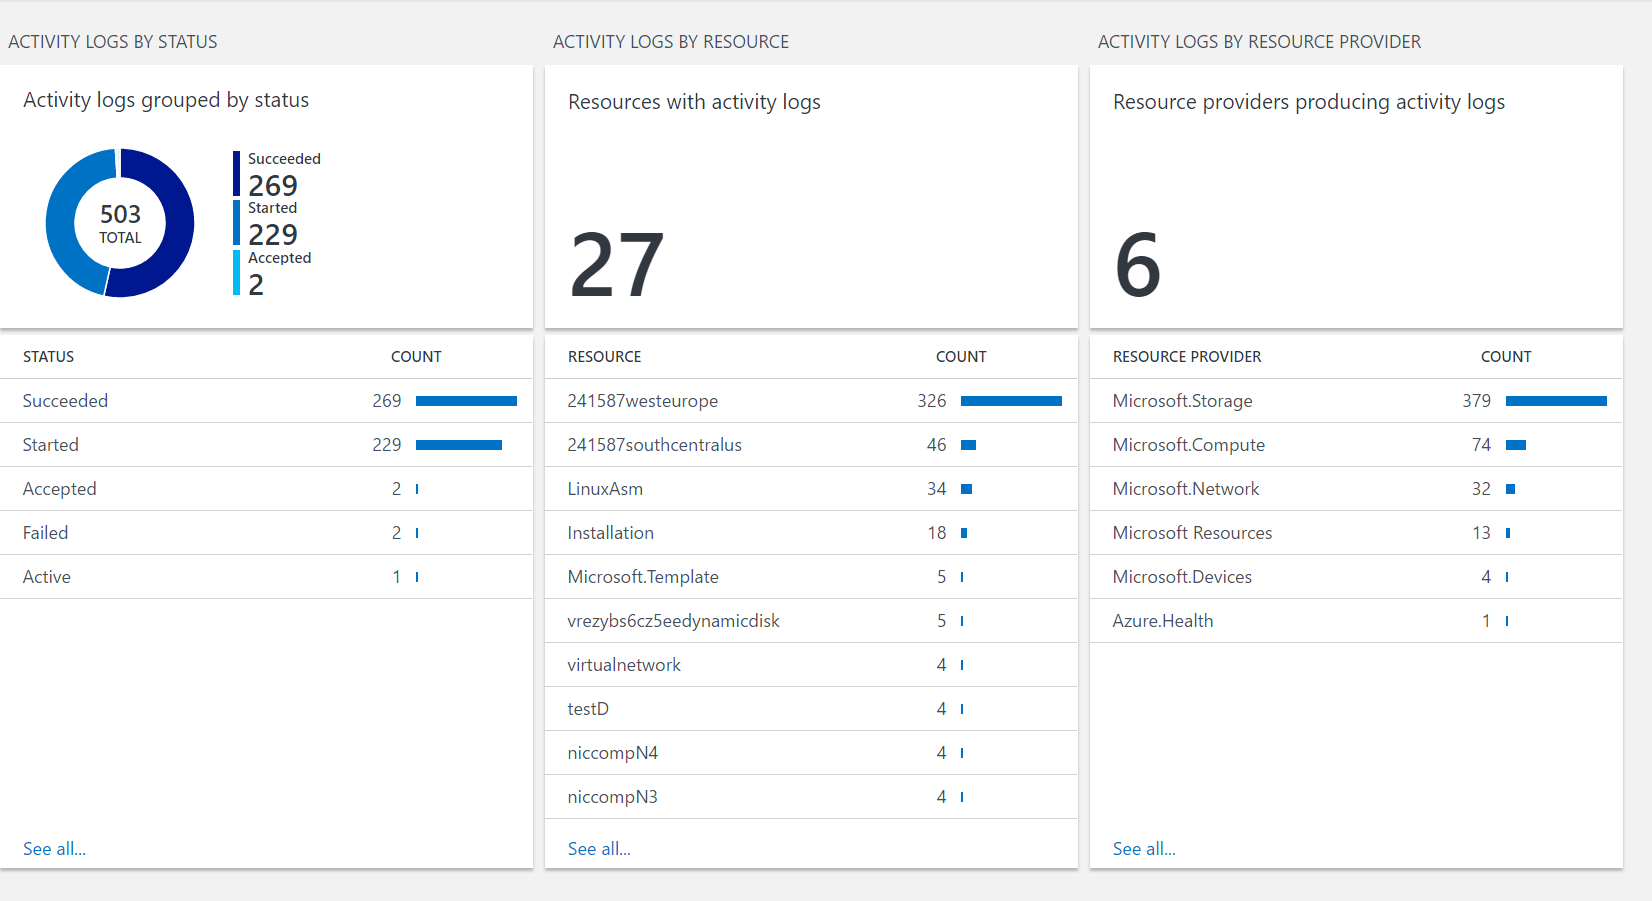 ACTIVITY LOGS BY STATUS
Activity logs grouped by status
503
TOTAL
Succeeded
269
Started
229
Accepted
2
STATUS COUNT
Succeeded 269
Started 229
Accepted 2
Failed 2
Active 1
See all...
ACTIVITY LOGS BY RESOURCE
Resources with activity logs
27
RESOURCE COUNT
241587westeurope 326
241587southcentralus 46
LinuxAsm 34
Installation 18
Microsoft.Template 5
vrezybs6cz5eedynamicdisk 5
virtualnetwork 4
testD 4
niccompN4 4
niccompN3 4
See all...
ACTIVITY LOGS BY RESOURCE PROVIDER
Resource providers producing activity logs
6
RESOURCE PROVIDER COUNT
Microsoft.Storage 379
Microsoft.Compute 74
Microsoft.Network 32
Microsoft Resources 13
Microsoft.Devices 4
Azure.Health 1
See all...